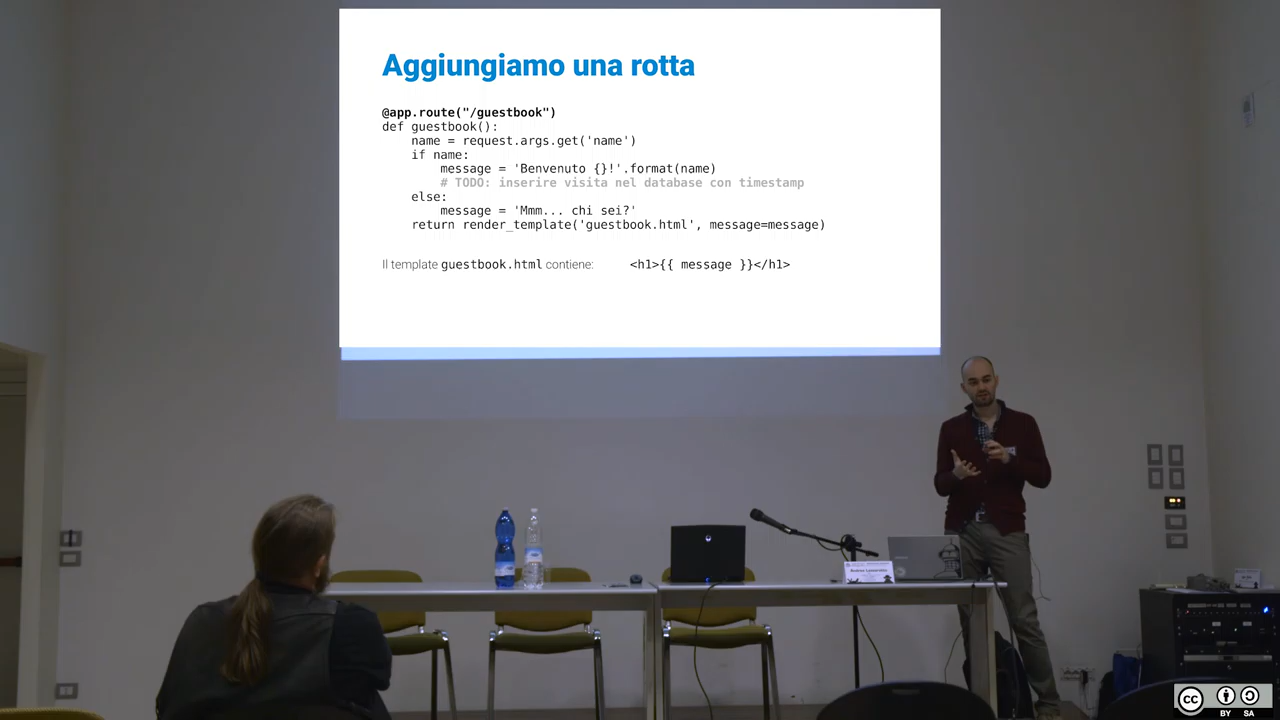 Aggiungiamo una rotta
@app.route("/guestbook")
def guestbook():
    name = request.args.get('name')
    if name:
        message = 'Benvenuto {}!'.format(name)
        # TODO: inserire visita nel database con timestamp
    else:
        message = 'Mmm... chi sei?'
    return render_template('guestbook.html', message=message)
Il template guestbook.html contiene: <h1>{{ message }}</h1>
cc
BY SA